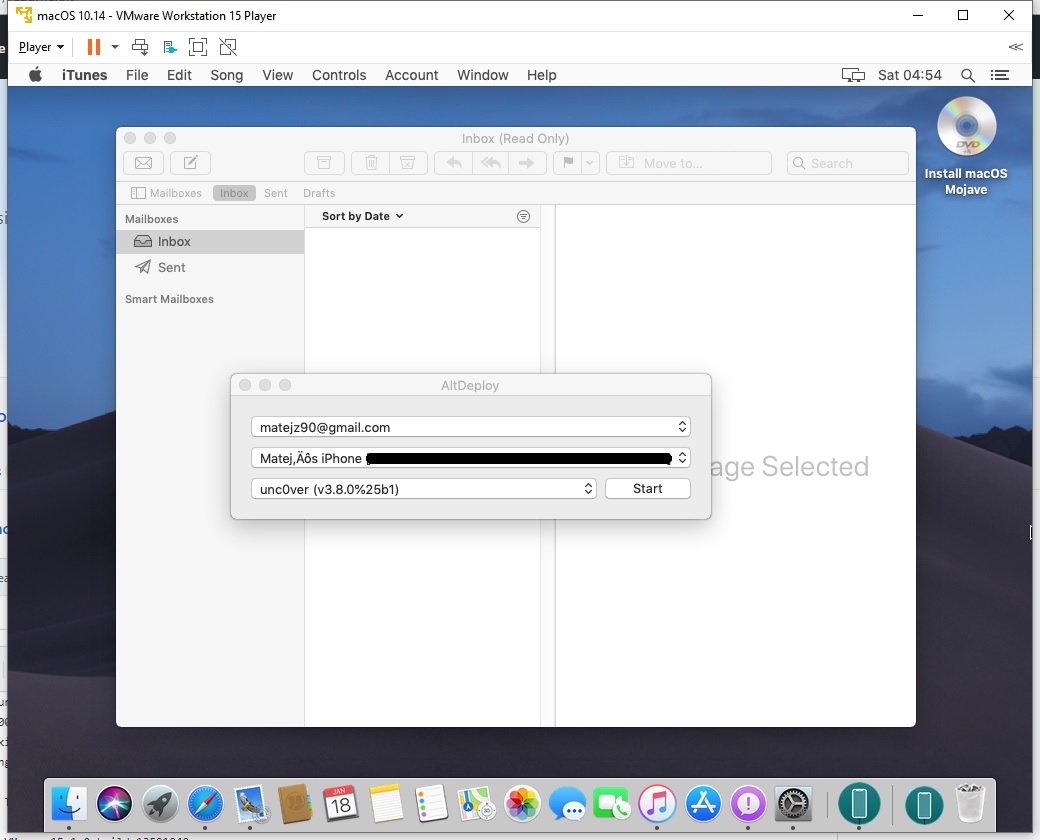 macOS 10.14 - VMware Workstation 15 Player
Player
iTunes File Edit Song View Controls Account Window Help Sat 04:54
Install macOS
Mojave
DVD
Inbox (Read Only)
Move to...
Search
Mailboxes Inbox Sent Drafts
Mailboxes
Sort by Date
Inbox
Sent
Smart Mailboxes
age Selected
AltDeploy
matejz90@gmail.com
Matej‚Äôs iPhone
unc0ver (v3.8.0%25b1)
Start
JAN
18